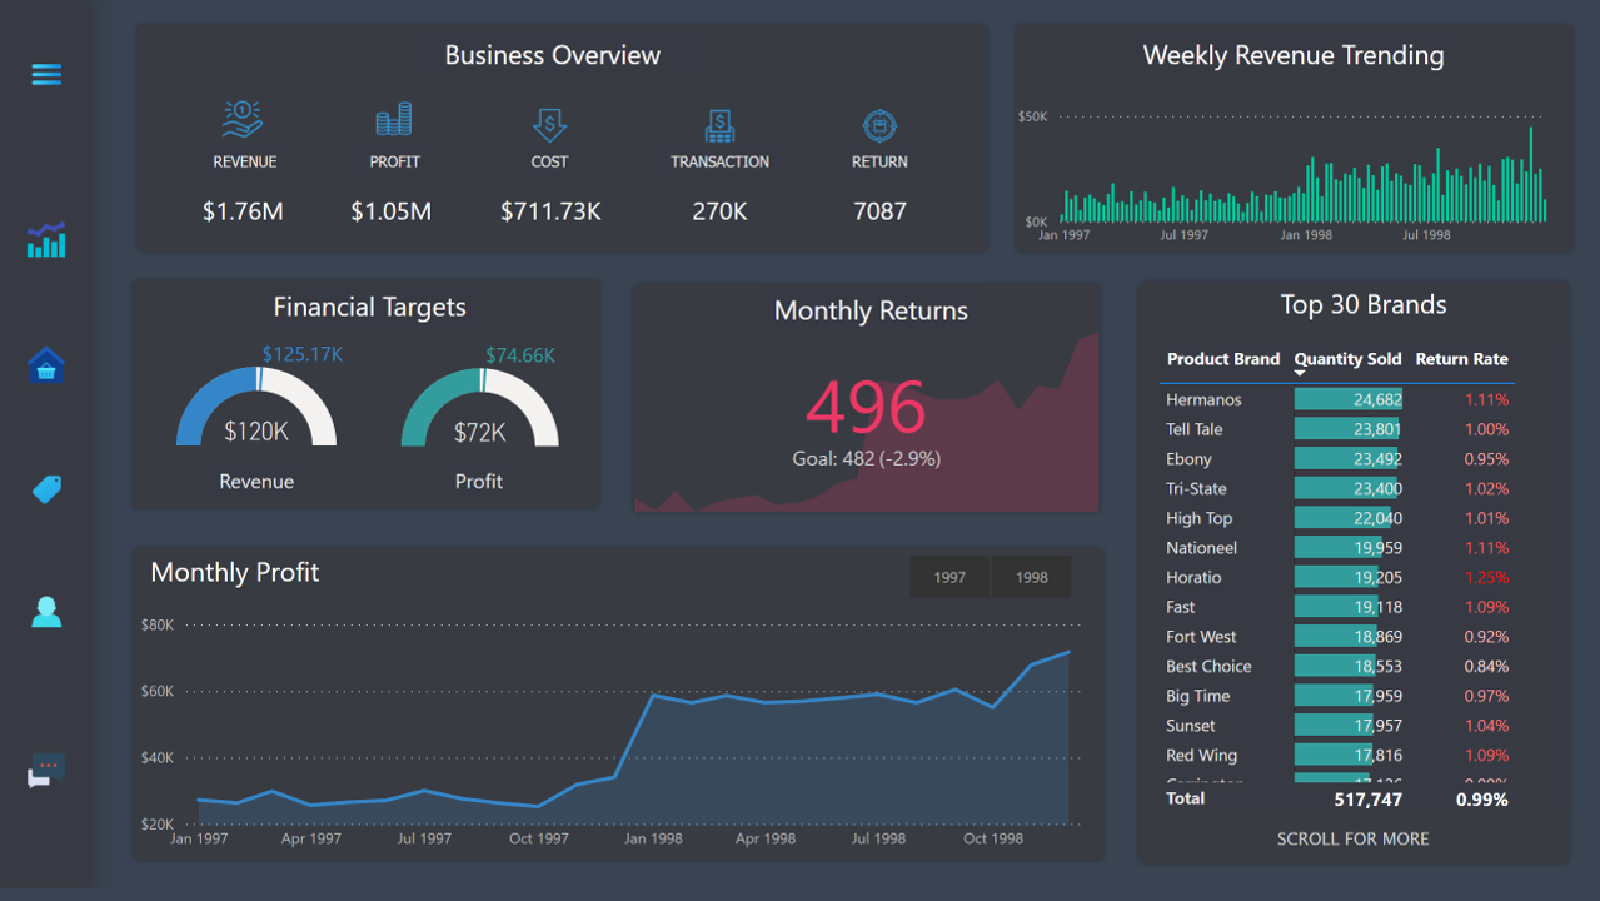 Business Overview
REVENUE PROFIT COST TRANSACTION RETURN
$1.76M $1.05M $711.73K 270K 7087
Weekly Revenue Trending
$50K
$0K
Jan 1997 Jul 1997 Jan 1998 Jul 1998
Financial Targets
$125.17K $74.66K
$120K $72K
Revenue Profit
Monthly Returns
496
Goal: 482 (-2.9%)
Top 30 Brands
Product Brand Quantity Sold Return Rate
Hermanos 24,682 1.11%
Tell Tale 23,801 1.00%
Ebony 23,492 0.95%
Tri-State 23,400 1.02%
High Top 22,040 1.01%
Nationeel 19,959 1.11%
Horatio 19,205 1.25%
Fast 19,118 1.09%
Fort West 18,869 0.92%
Best Choice 18,553 0.84%
Big Time 17,959 0.97%
Sunset 17,957 1.04%
Red Wing 17,816 1.09%
Total 517,747 0.99%
SCROLL FOR MORE
Monthly Profit
1997 1998
$80K
$60K
$40K
$20K
Jan 1997 Apr 1997 Jul 1997 Oct 1997 Jan 1998 Apr 1998 Jul 1998 Oct 1998